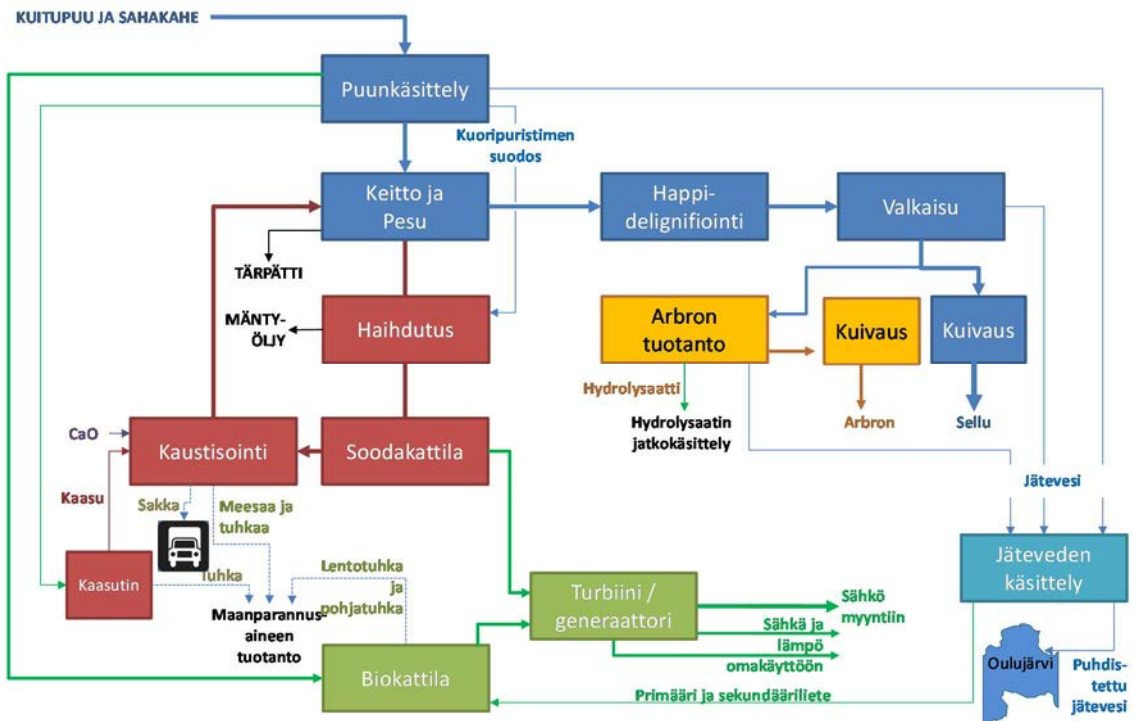 KUITUPUU JA SAHAKAHE
Puunkäsittely
Kuoripuristimen
suodos
Keitto ja
Pesu
Happi-
delignifiointi
Valkaisu
TÄRPÄTTI
MÄNTY-
ÖLJY
Haihdutus
Arbron
tuotanto
Kuivaus
Kuivaus
Hydrolysaatti
Hydrolysaatin
jatkokäsittely
Arbron
Sellu
CaO
Kaustisointi
Soodakattila
Kaasu
Sakka
Meesaa ja
tuhkaa
Jätevesi
Kaasutin
Tuhka
Lentotuhka
ja
pohjatuhka
Maanparannus-
aineen
tuotanto
Turbiini /
generaattori
Jäteveden
käsittely
Sähkö
myyntiin
Sähkä ja
lämpö
omakäyttöön
Biokattila
Primääri ja sekundääriliete
Oulujärvi
Puhdis-
tettu
jätevesi